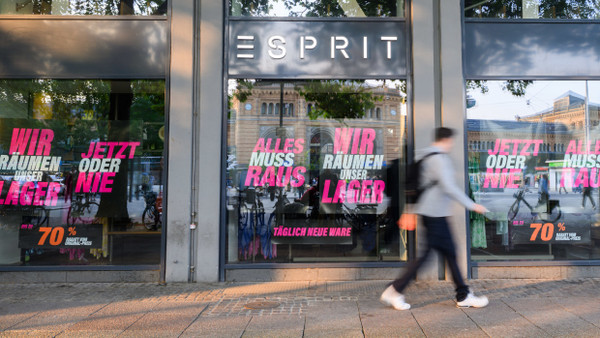 ESPRIT
WIR
RÄUMEN
UNSER
LAGER
JETZT
ODER
NIE
70%
ALLES
MUSS
RAUS
WIR
RÄUMEN
UNSER
LAGER
TÄGLICH NEUE WARE
JETZT
ODER
NIE
70%